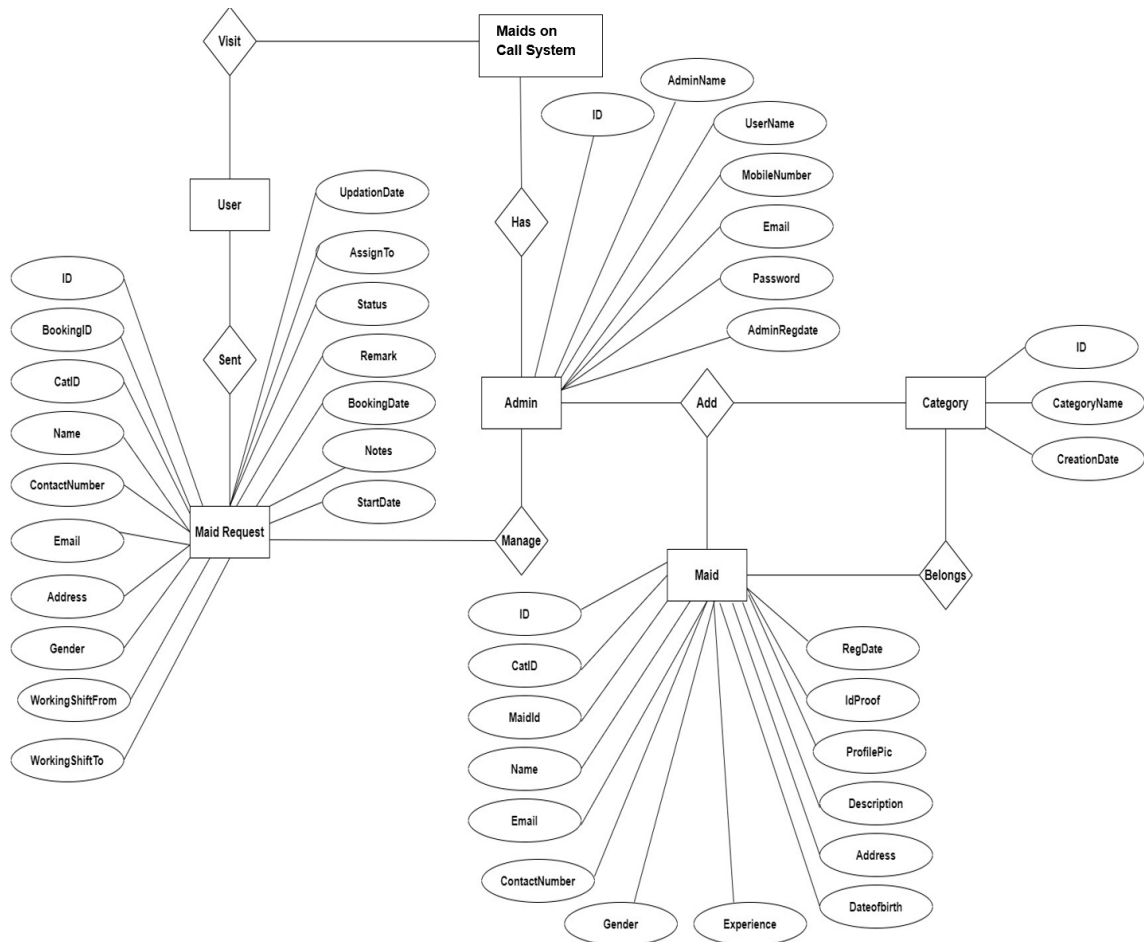 Visit
Maids on
Call System
AdminName
ID
UserName
MobileNumber
Email
Password
AdminRegdate
User
Has
UpdationDate
AssignTo
Status
Remark
BookingDate
Notes
StartDate
ID
BookingID
CatID
Name
ContactNumber
Email
Address
Gender
WorkingShiftFrom
WorkingShiftTo
Sent
Maid Request
Manage
Admin
Add
Category
ID
CategoryName
CreationDate
Belongs
Maid
ID
CatID
MaidId
Name
Email
ContactNumber
Gender
Experience
RegDate
IdProof
ProfilePic
Description
Address
Dateofbirth